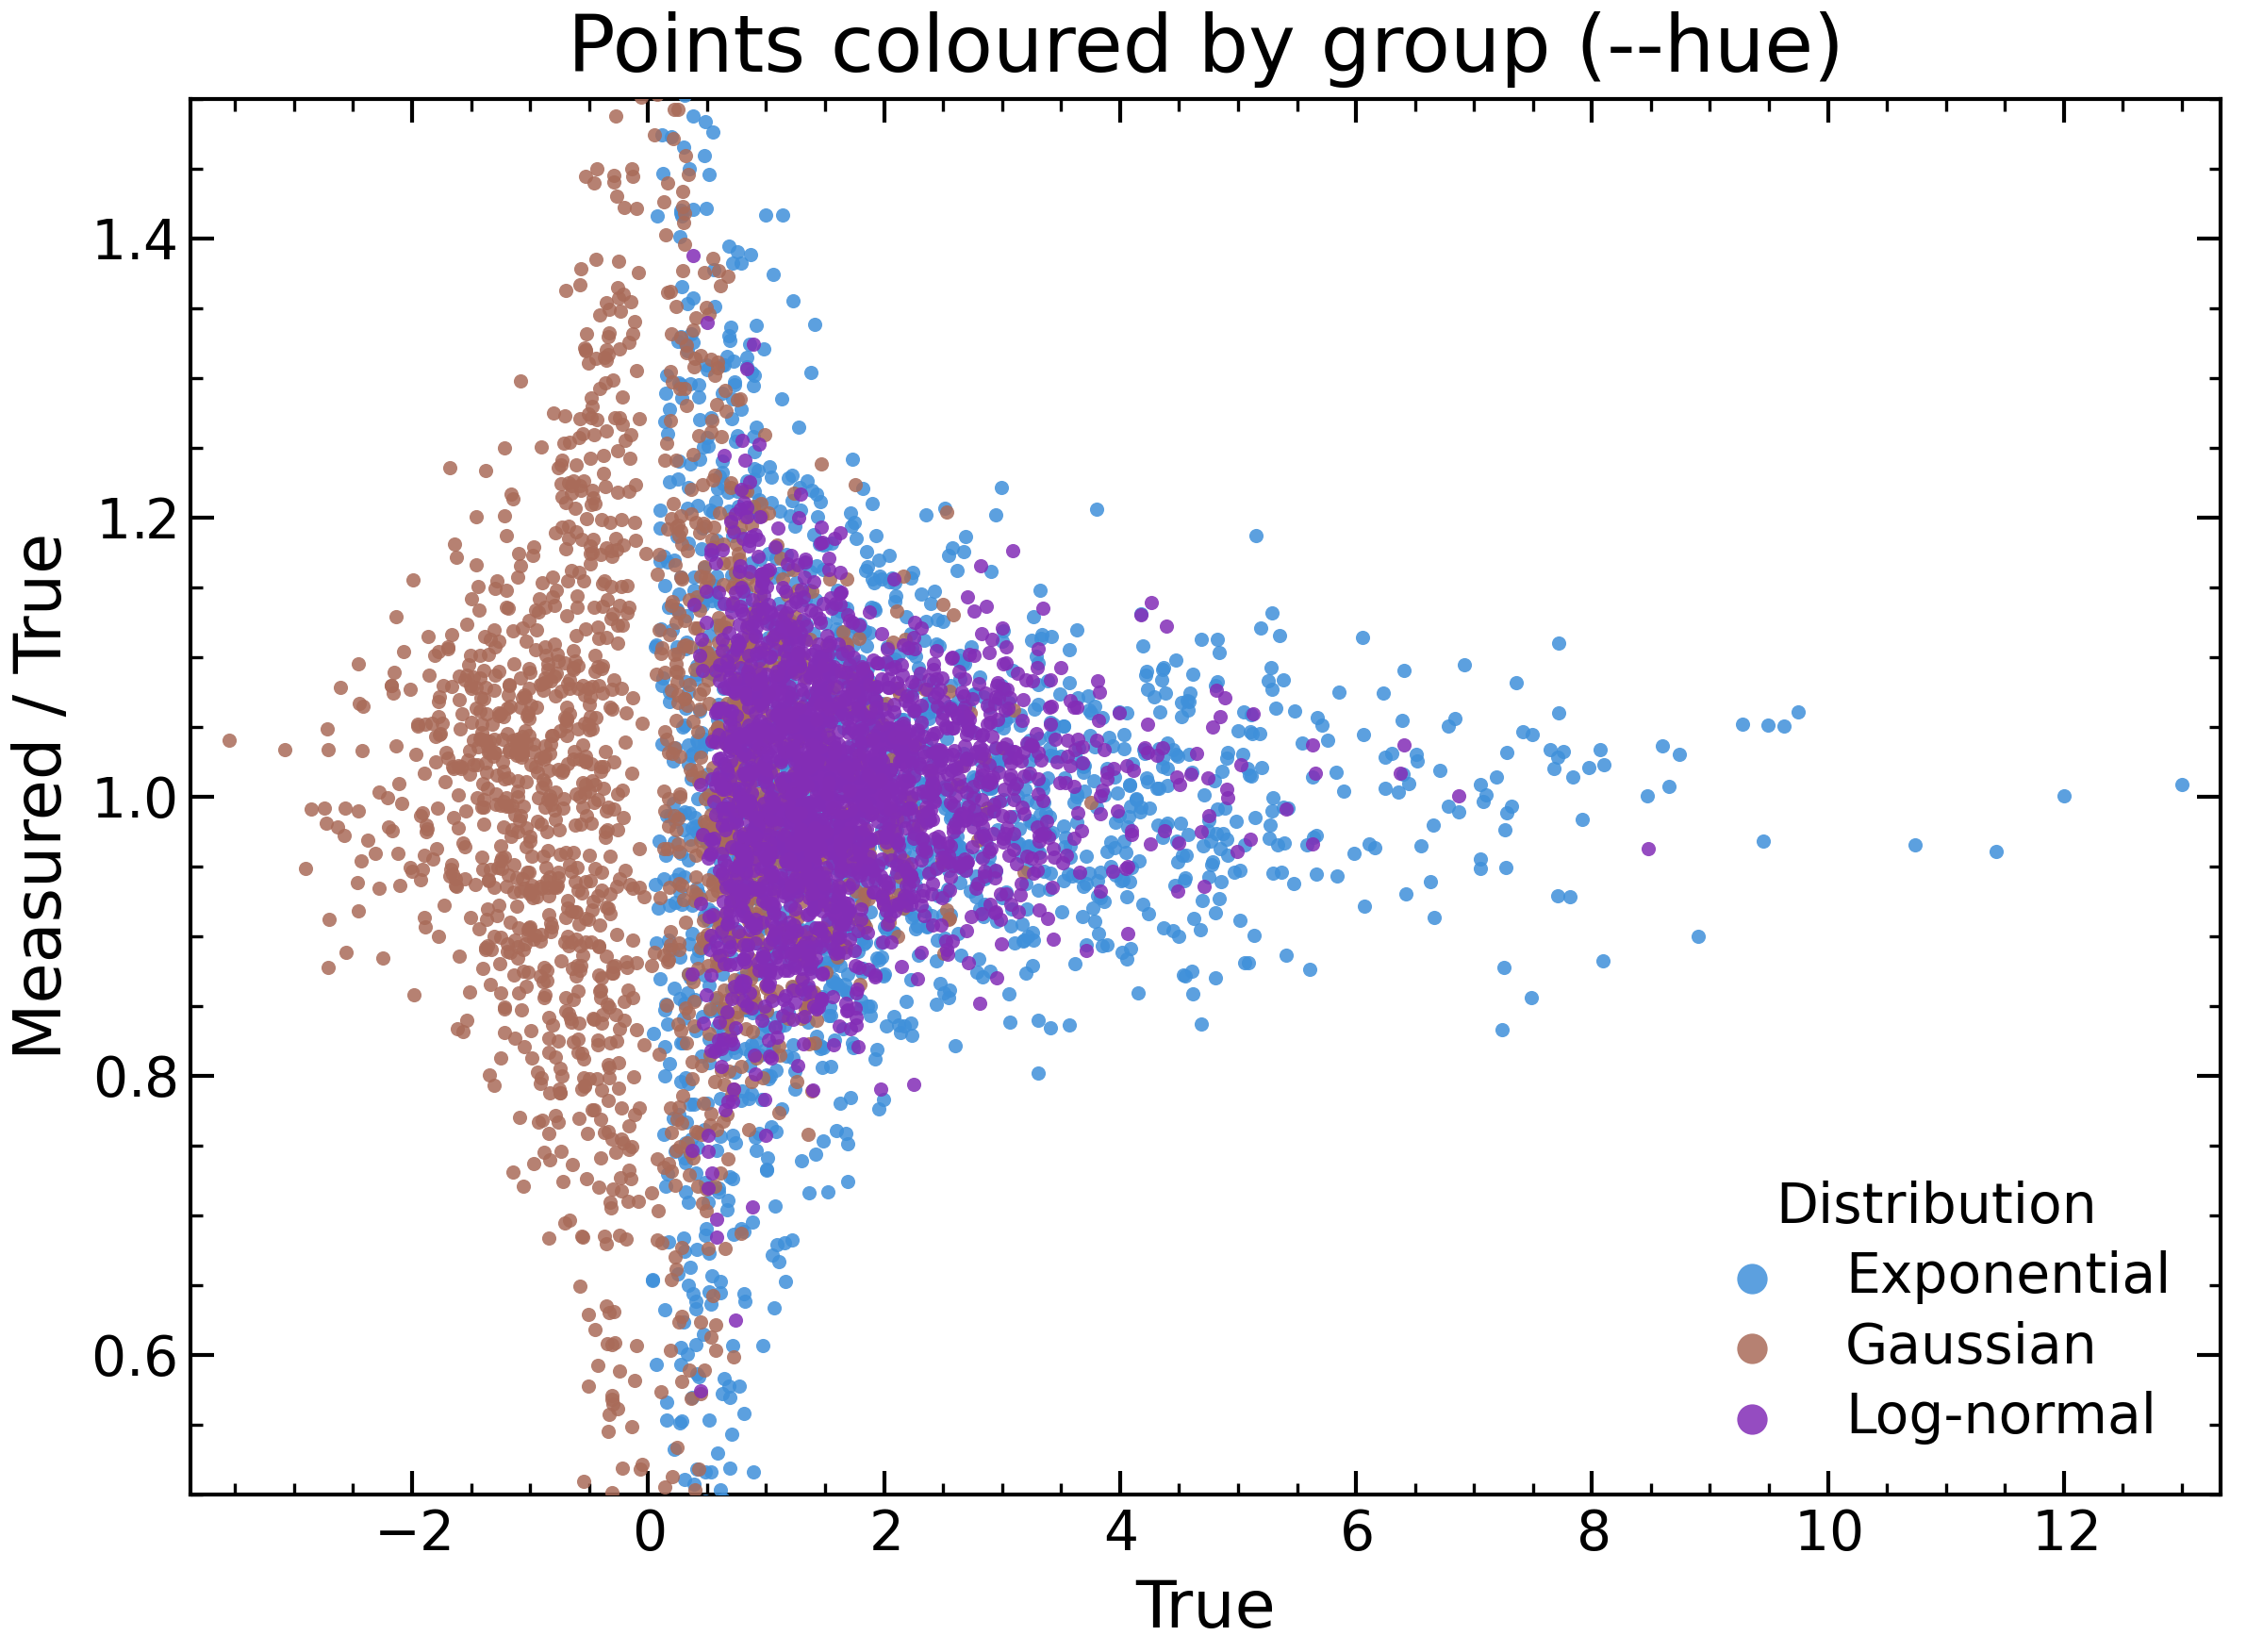 Points coloured by group (--hue)
1.4
1.2
1.0
0.8
0.6
Measured / True
Distribution
Exponential
Gaussian
Log-normal
−2 0 2 4 6 8 10 12
True